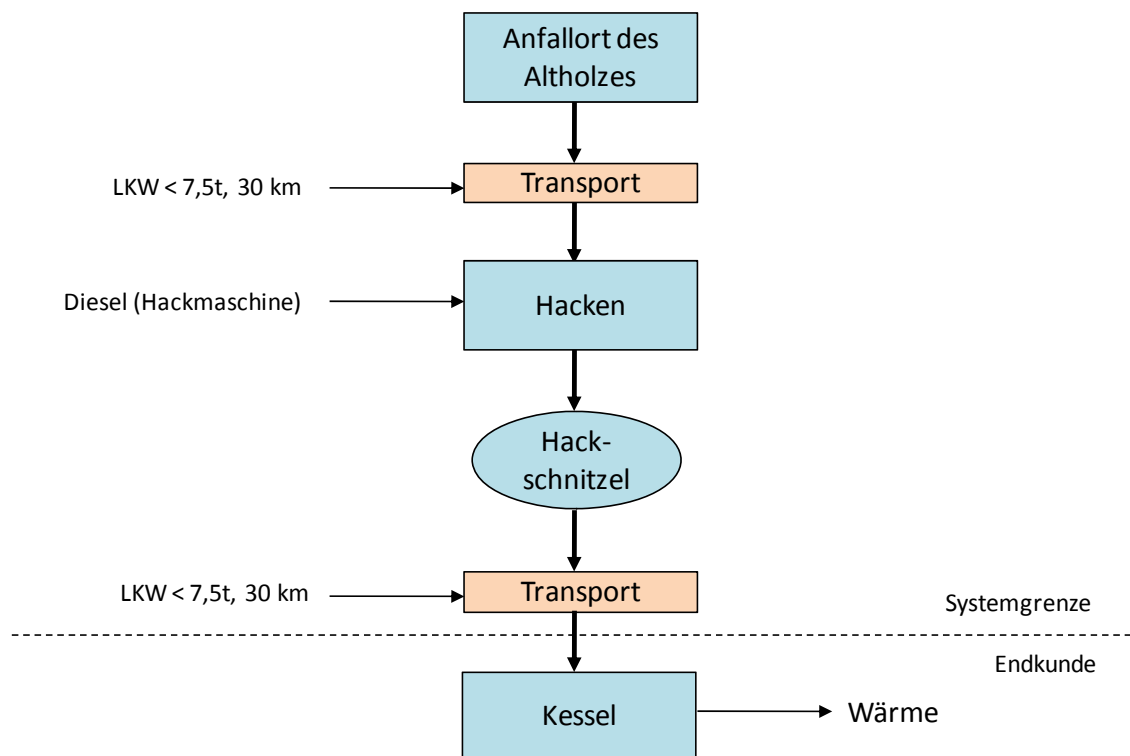 Anfallort des
Altholzes
LKW < 7,5t, 30 km
Transport
Diesel (Hackmaschine)
Hacken
Hack-
schnitzel
LKW < 7,5t, 30 km
Transport
Systemgrenze
Endkunde
Kessel
Wärme